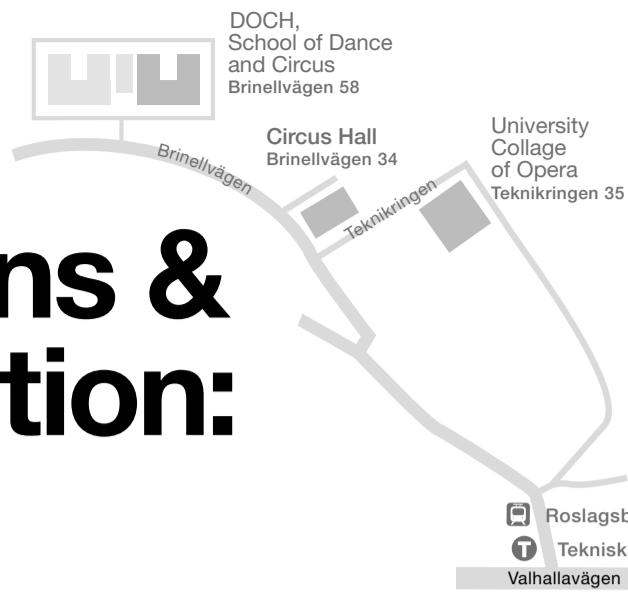 DOCH,
School of Dance
and Circus
Brinellvägen 58
Circus Hall
Brinellvägen 34
University
Collage
of Opera
Teknikringen 35
Brinellvägen
Teknikringen
ns &
tion:
Roslagsb
Teknisk
T
Valhallavägen